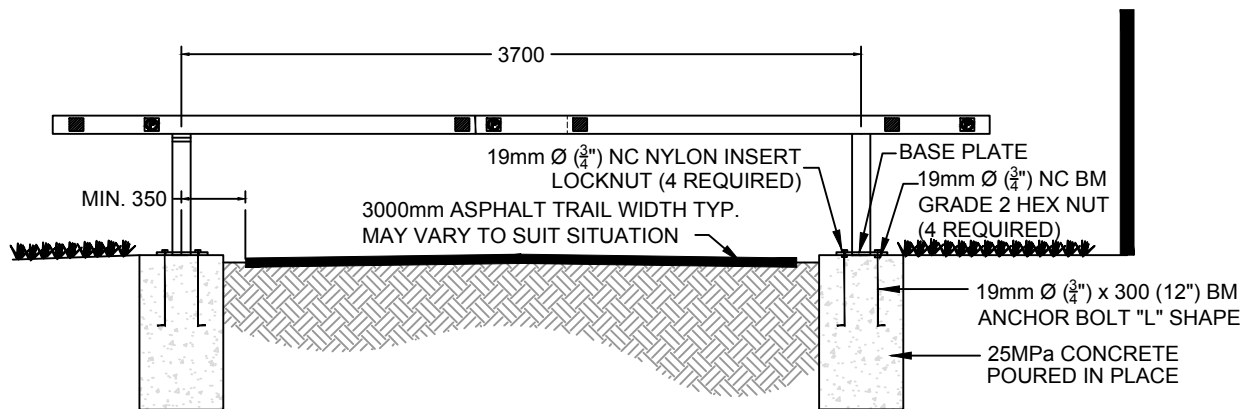 3700
19mm Ø (3/4") NC NYLON INSERT
LOCKNUT (4 REQUIRED)
BASE PLATE
19mm Ø (3/4") NC BM
GRADE 2 HEX NUT
(4 REQUIRED)
MIN. 350
3000mm ASPHALT TRAIL WIDTH TYP.
MAY VARY TO SUIT SITUATION
19mm Ø (3/4") x 300 (12") BM
ANCHOR BOLT "L" SHAPE
25MPa CONCRETE
POURED IN PLACE